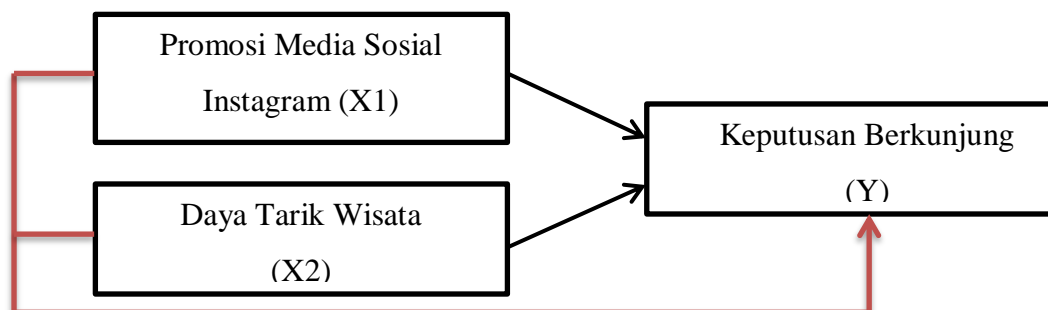 Promosi Media Sosial
Instagram (X1)
Keputusan Berkunjung
(Y)
Daya Tarik Wisata
(X2)